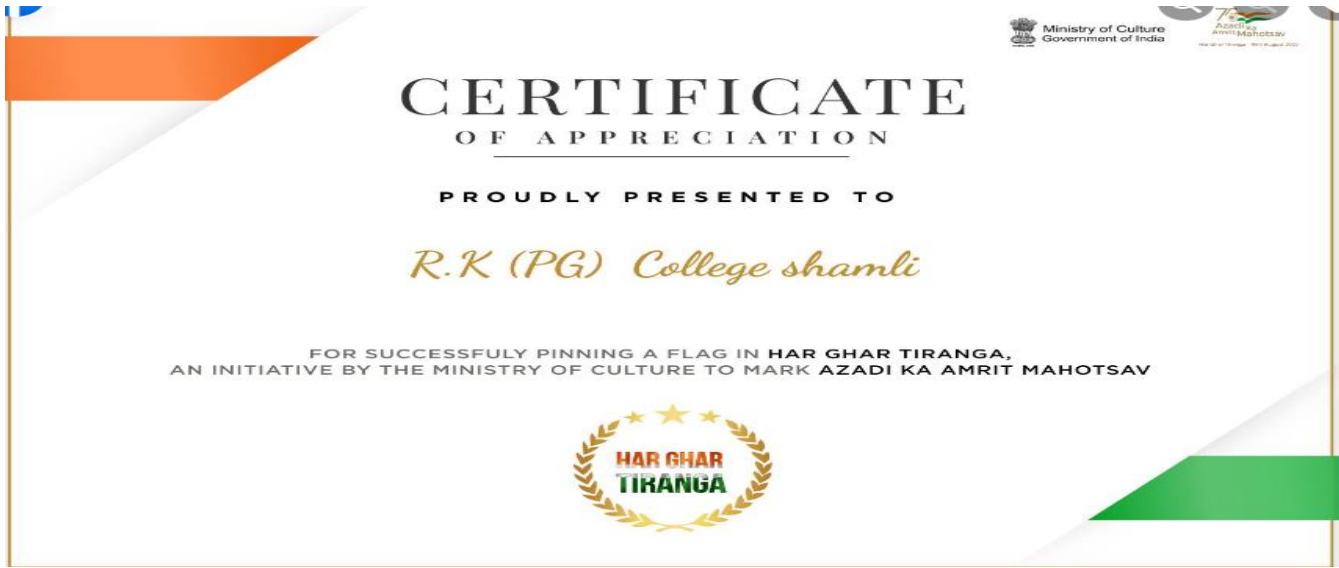 Ministry of Culture
Government of India
Azadi Ka
Amrit Mahotsav
CERTIFICATE
OF APPRECIATION
PROUDLY PRESENTED TO
R.K (PG) College shamli
FOR SUCCESSFULY PINNING A FLAG IN HAR GHAR TIRANGA,
AN INITIATIVE BY THE MINISTRY OF CULTURE TO MARK AZADI KA AMRIT MAHOTSAV
HAR GHAR
TIRANGA